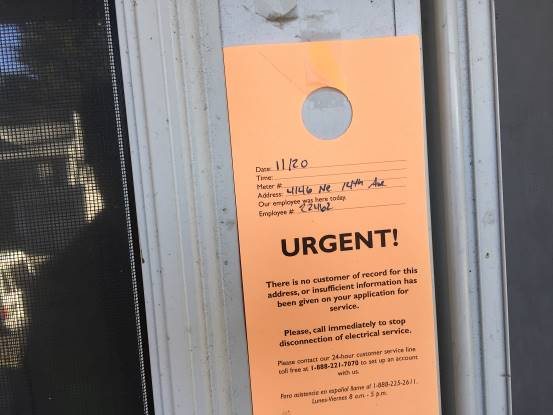 Date: 11/20
Time:
Meter #:
Address: 4146 Ne 14th Ave
Our employee was here today.
Employee # 22462
URGENT!
There is no customer of record for this
address, or insufficient information has
been given on your application for
service.
Please, call immediately to stop
disconnection of electrical service.
Please contact our 24-hour customer service line
toll free at 1-888-221-7070 to set up an account
with us.
Para asistencia en español llame al 1-888-225-2611.
Lunes-Viernes 8 a.m. - 5 p.m.